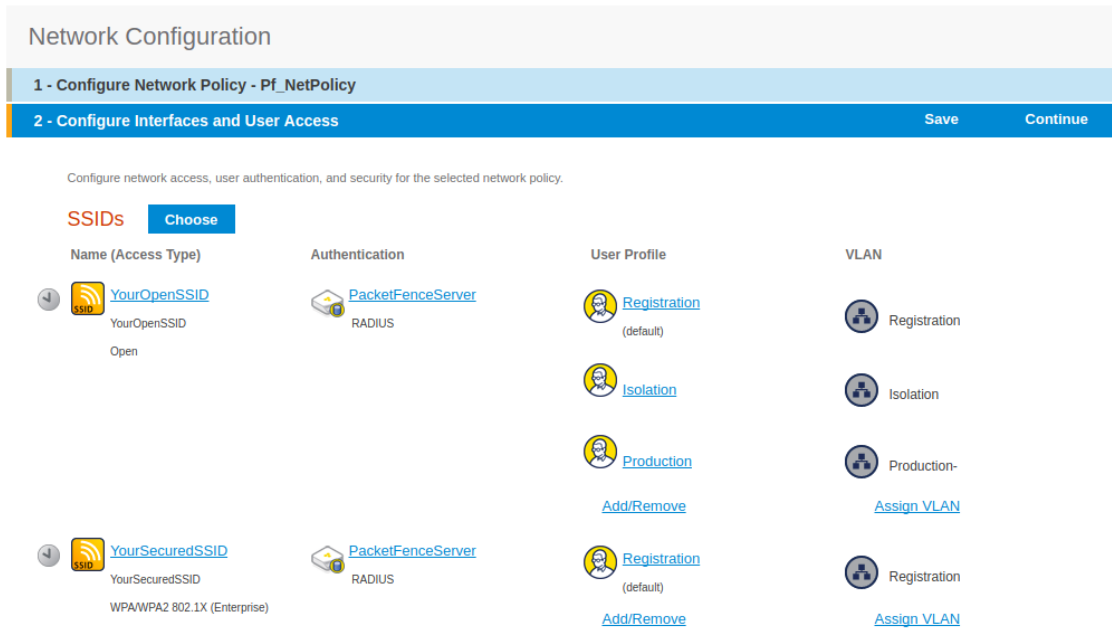 Network Configuration
1 - Configure Network Policy - Pf_NetPolicy
2 - Configure Interfaces and User Access Save Continue
Configure network access, user authentication, and security for the selected network policy.
SSIDs Choose
Name (Access Type) Authentication User Profile VLAN
SSID YourOpenSSID PacketFenceServer Registration
YourOpenSSID RADIUS (default) Registration
Open
Isolation Isolation
Production Production-
Add/Remove Assign VLAN
SSID YourSecuredSSID PacketFenceServer Registration
YourSecuredSSID RADIUS (default) Registration
WPA/WPA2 802.1X (Enterprise)
Add/Remove Assign VLAN